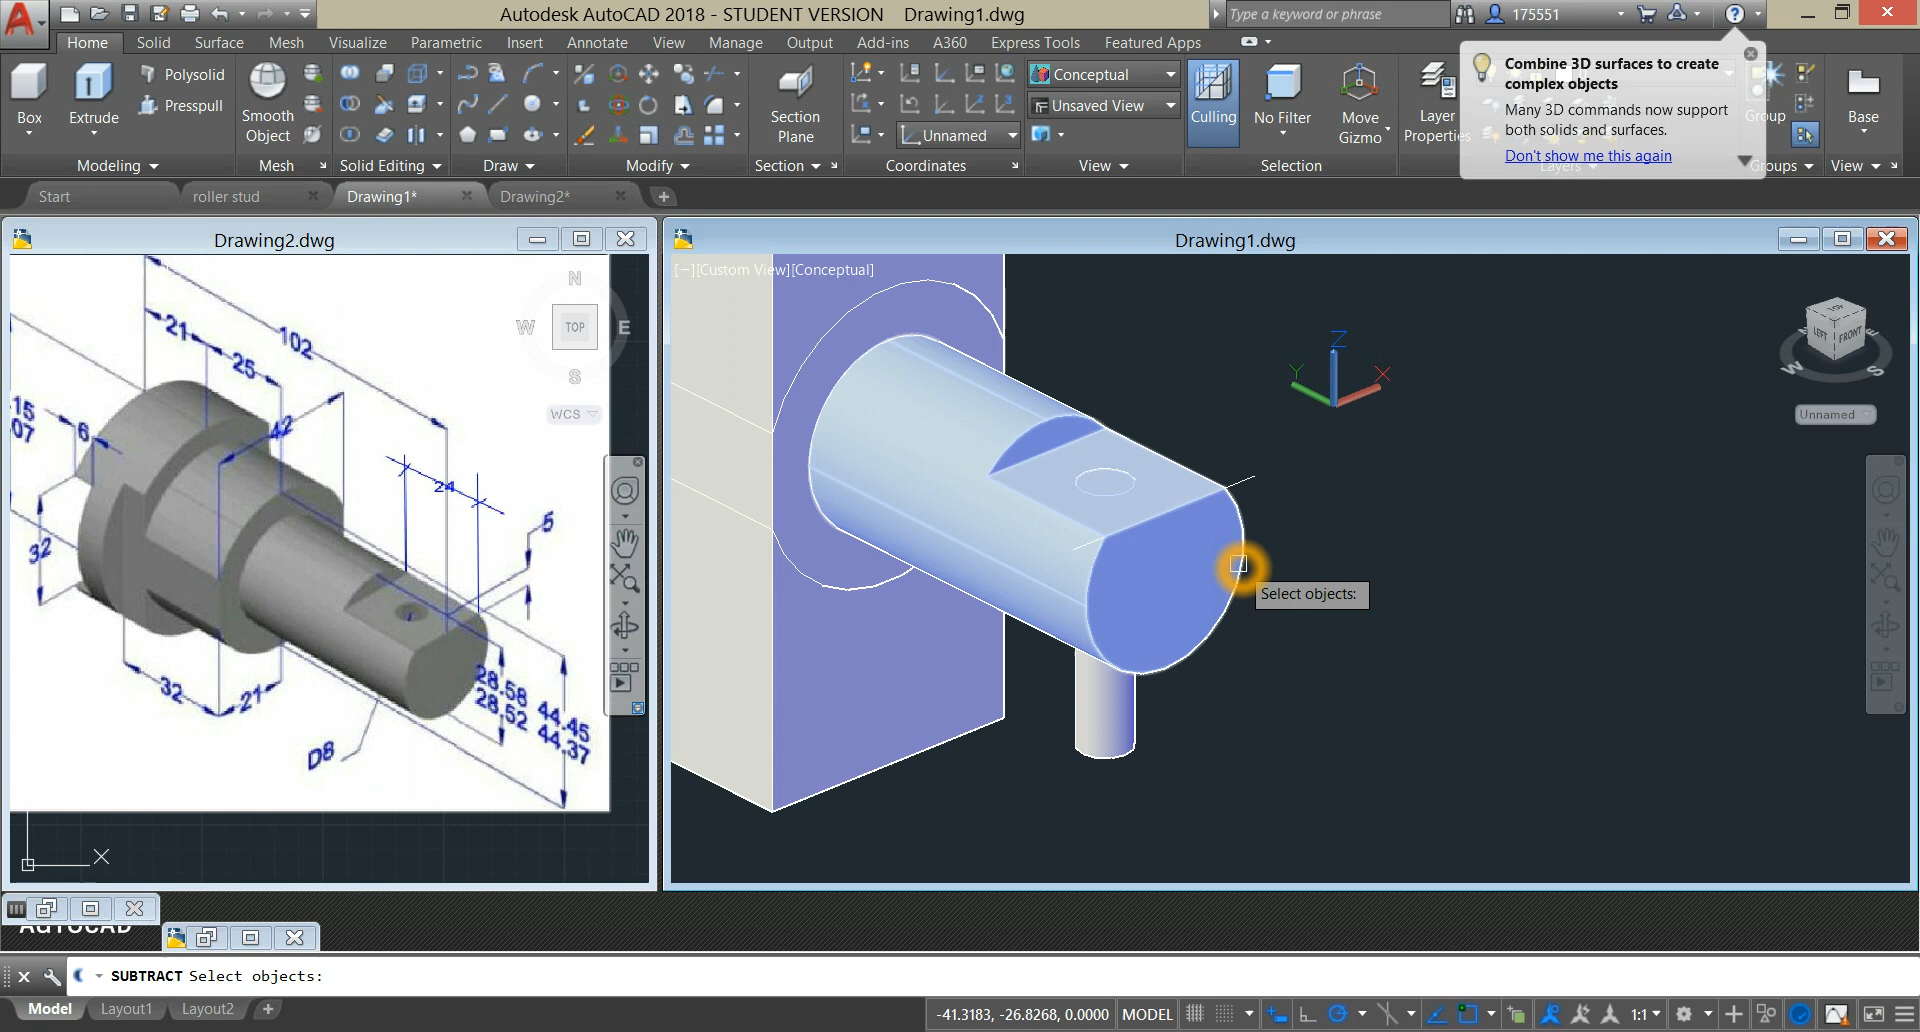 Autodesk AutoCAD 2018 - STUDENT VERSION Drawing1.dwg
Type a keyword or phrase
175551
Home Solid Surface Mesh Visualize Parametric Insert Annotate View Manage Output Add-ins A360 Express Tools Featured Apps
Box
Extrude
Polysolid
Presspull
Smooth
Object
Section
Plane
Unnamed
Conceptual
Unsaved View
Culling
No Filter
Move
Gizmo
Layer
Properties
Group
Base
Modeling Mesh Solid Editing Draw Modify Section Coordinates View Selection Layers Groups View
Combine 3D surfaces to create
complex objects
Many 3D commands now support
both solids and surfaces.
Don't show me this again
Start roller stud Drawing1* Drawing2*
Drawing2.dwg
Drawing1.dwg
[−][Custom View][Conceptual]
N
W TOP E
S
WCS
21
102
25
15
07
6
42
24
5
32
32
21
28.58
28.52
44.45
44.37
D8
X
Z
Y
X
TOP
LEFT FRONT
W S
Unnamed
Select objects:
AUTOCAD
SUBTRACT Select objects:
Model Layout1 Layout2
-41.3183, -26.8268, 0.0000 MODEL
1:1